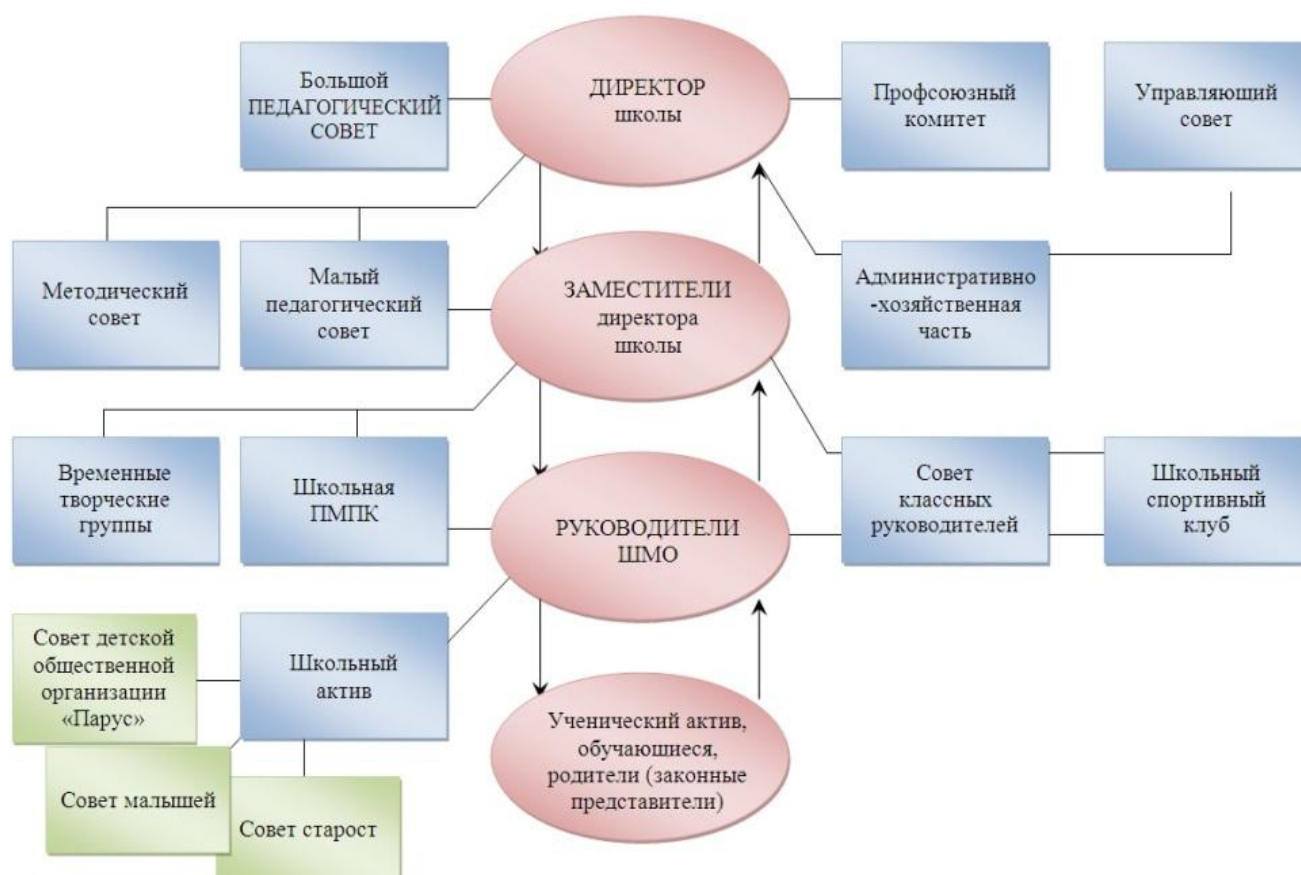 Большой
ПЕДАГОГИЧЕСКИЙ
СОВЕТ
ДИРЕКТОР
школы
Профсоюзный
комитет
Управляющий
совет
Методический
совет
Малый
педагогический
совет
ЗАМЕСТИТЕЛИ
директора
школы
Административно
-хозяйственная
часть
Временные
творческие
группы
Школьная
ПМПК
РУКОВОДИТЕЛИ
ШМО
Совет
классных
руководителей
Школьный
спортивный
клуб
Совет детской
общественной
организации
«Парус»
Школьный
актив
Ученический актив,
обучающиеся,
родители (законные
представители)
Совет малышей
Совет старост